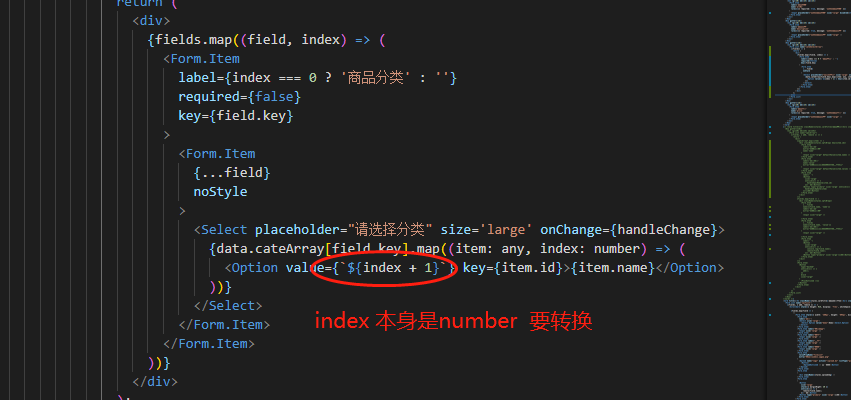 return (
<div>
{fields.map((field, index) => (
<Form.Item
label={index === 0 ? '商品分类' : ''}
required={false}
key={field.key}
>
<Form.Item
{...field}
noStyle
>
<Select placeholder="请选择分类" size='large' onChange={handleChange}>
{data.cateArray[field.key].map((item: any, index: number) => (
<Option value={`${index + 1}`} key={item.id}>{item.name}</Option>
))}
</Select>
</Form.Item>
</Form.Item>
))}
</div>
index 本身是number 要转换